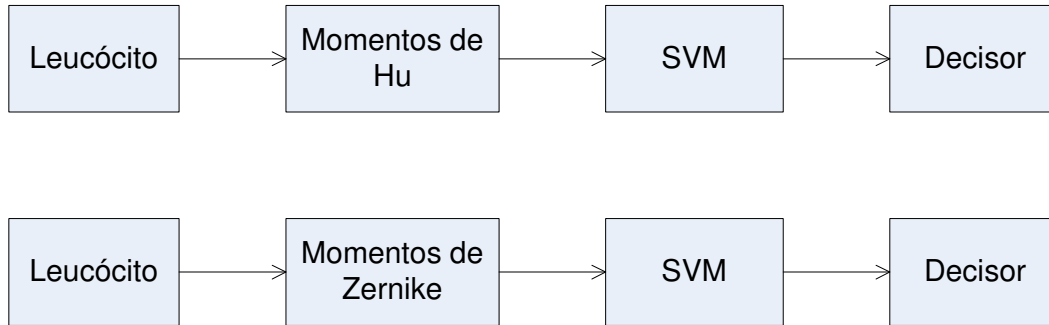 Leucócito
Momentos de
Hu
SVM
Decisor
Leucócito
Momentos de
Zernike
SVM
Decisor